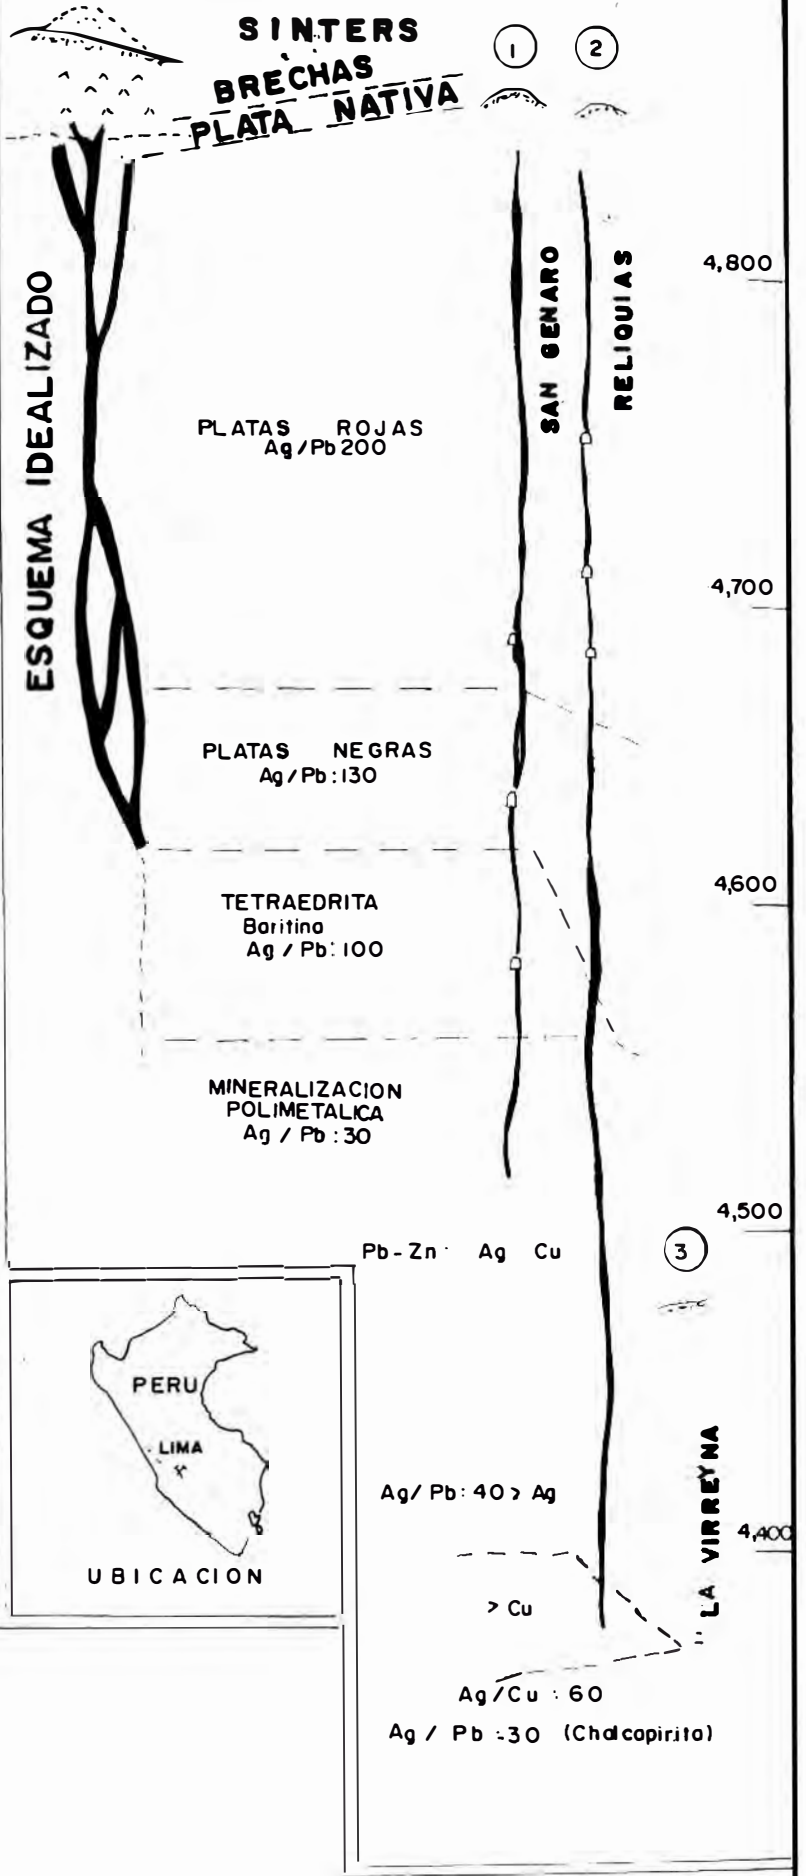 SINTERS
BRECHAS
PLATA NATIVA
1
2
ESQUEMA IDEALIZADO
SAN GENARO
RELIQUIAS
4,800
PLATAS ROJAS
Ag/Pb 200
4,700
PLATAS NEGRAS
Ag/Pb:130
4,600
TETRAEDRITA
Baritina
Ag / Pb: 100
MINERALIZACION
POLIMETALICA
Ag / Pb :30
4,500
Pb-Zn Ag Cu
3
PERU
LIMA
UBICACION
LA VIRREYNA
Ag/Pb: 40 > Ag
4,400
> Cu
Ag/Cu : 60
Ag / Pb :30 (Chalcopirita)